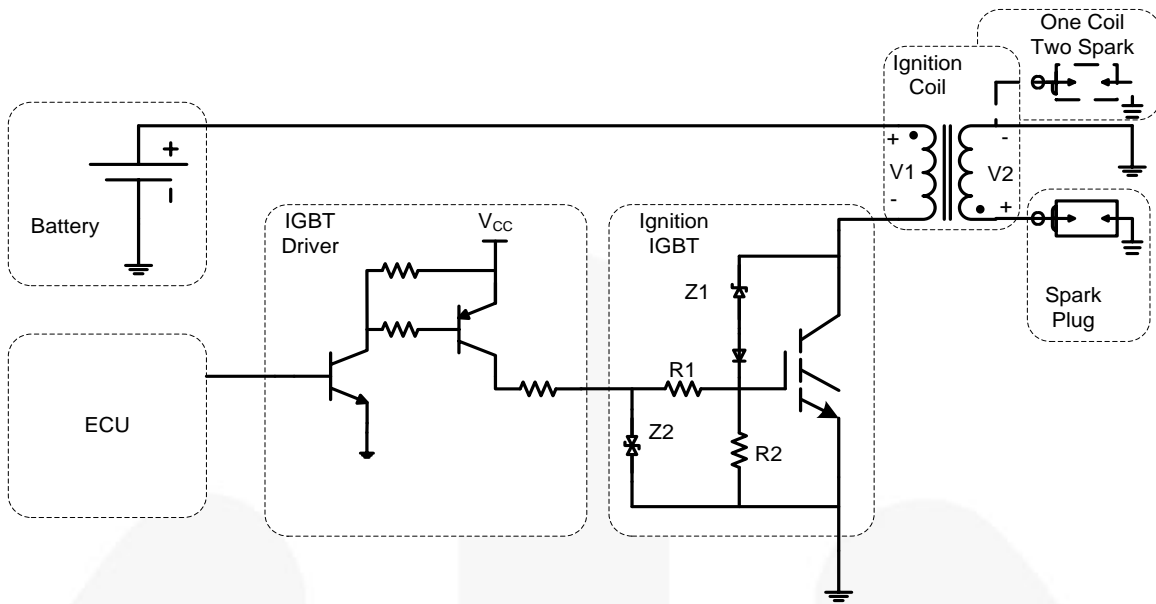 One Coil
Two Spark
Ignition
Coil
+
-
+
V1
V2
-
-
+
Battery
IGBT
Driver
VCC
Ignition
IGBT
Z1
Spark
Plug
R1
ECU
Z2
R2